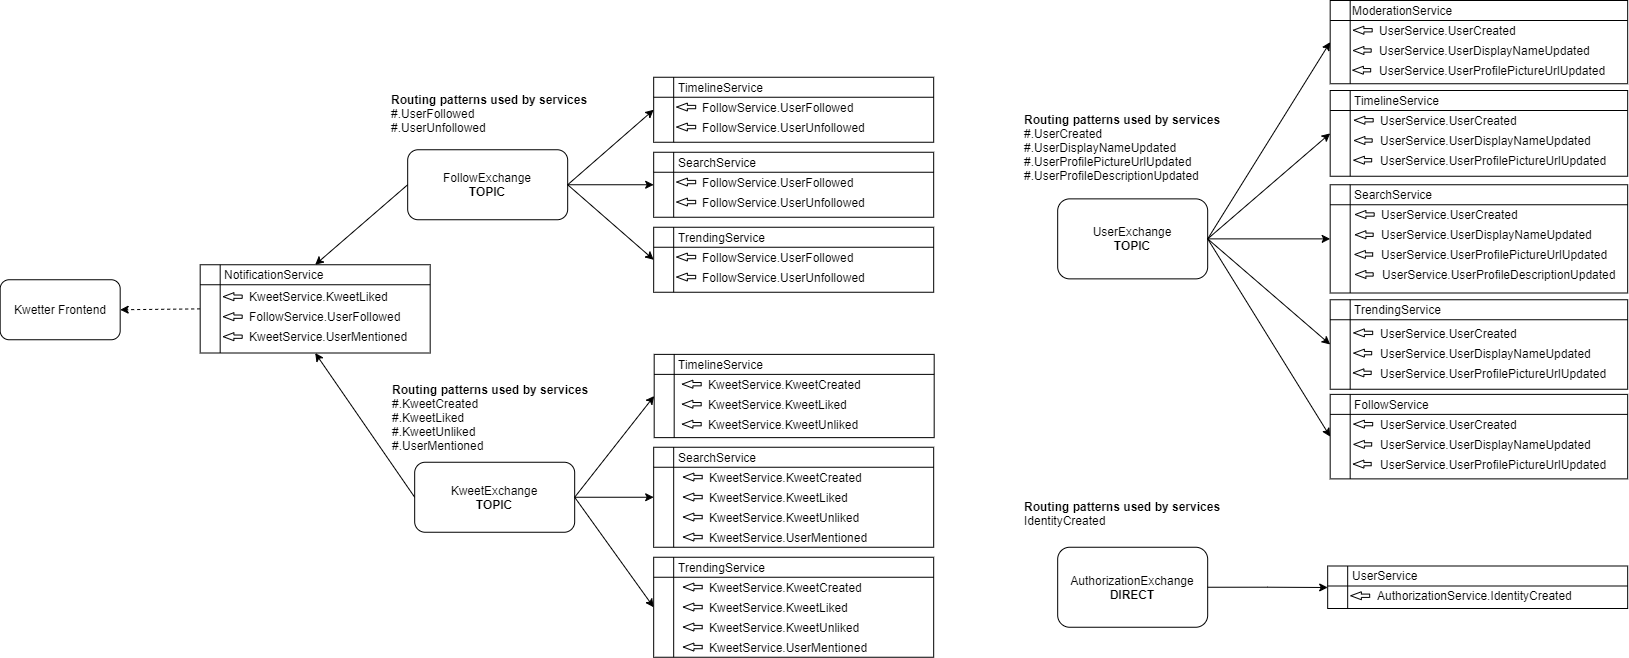 Routing patterns used by services
#.UserFollowed
#.UserUnfollowed
FollowExchange
TOPIC
TimelineService
FollowService.UserFollowed
FollowService.UserUnfollowed
SearchService
FollowService.UserFollowed
FollowService.UserUnfollowed
TrendingService
FollowService.UserFollowed
FollowService.UserUnfollowed
Kwetter Frontend
NotificationService
KweetService.KweetLiked
FollowService.UserFollowed
KweetService.UserMentioned
Routing patterns used by services
#.KweetCreated
#.KweetLiked
#.KweetUnliked
#.UserMentioned
KweetExchange
TOPIC
TimelineService
KweetService.KweetCreated
KweetService.KweetLiked
KweetService.KweetUnliked
SearchService
KweetService.KweetCreated
KweetService.KweetLiked
KweetService.KweetUnliked
KweetService.UserMentioned
TrendingService
KweetService.KweetCreated
KweetService.KweetLiked
KweetService.KweetUnliked
KweetService.UserMentioned
Routing patterns used by services
#.UserCreated
#.UserDisplayNameUpdated
#.UserProfilePictureUrlUpdated
#.UserProfileDescriptionUpdated
UserExchange
TOPIC
ModerationService
UserService.UserCreated
UserService.UserDisplayNameUpdated
UserService.UserProfilePictureUrlUpdated
TimelineService
UserService.UserCreated
UserService.UserDisplayNameUpdated
UserService.UserProfilePictureUrlUpdated
SearchService
UserService.UserCreated
UserService.UserDisplayNameUpdated
UserService.UserProfilePictureUrlUpdated
UserService.UserProfileDescriptionUpdated
TrendingService
UserService.UserCreated
UserService.UserDisplayNameUpdated
UserService.UserProfilePictureUrlUpdated
FollowService
UserService.UserCreated
UserService.UserDisplayNameUpdated
UserService.UserProfilePictureUrlUpdated
Routing patterns used by services
IdentityCreated
AuthorizationExchange
DIRECT
UserService
AuthorizationService.IdentityCreated